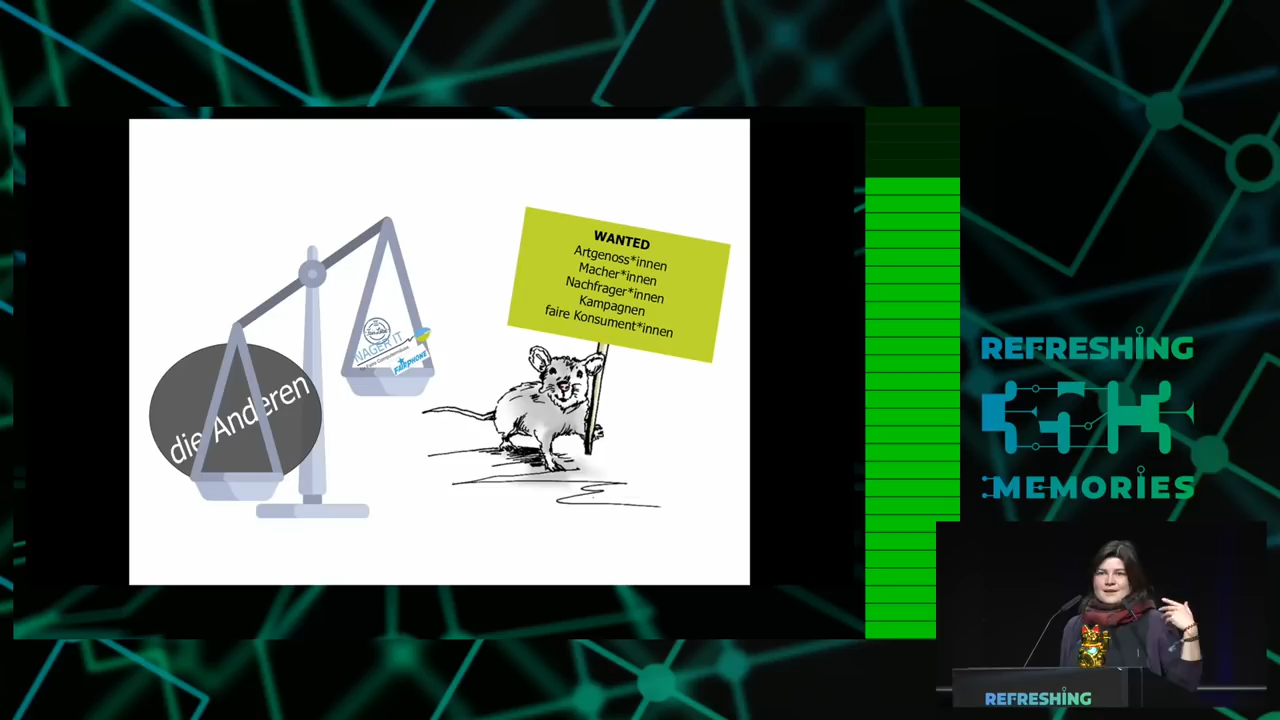 WANTED
Artgenoss*innen
Macher*innen
Nachfrager*innen
Kampagnen
faire Konsument*innen
die Anderen
NAGER IT
FAIRPHONE
REFRESHING
MEMORIES
REFRESHING